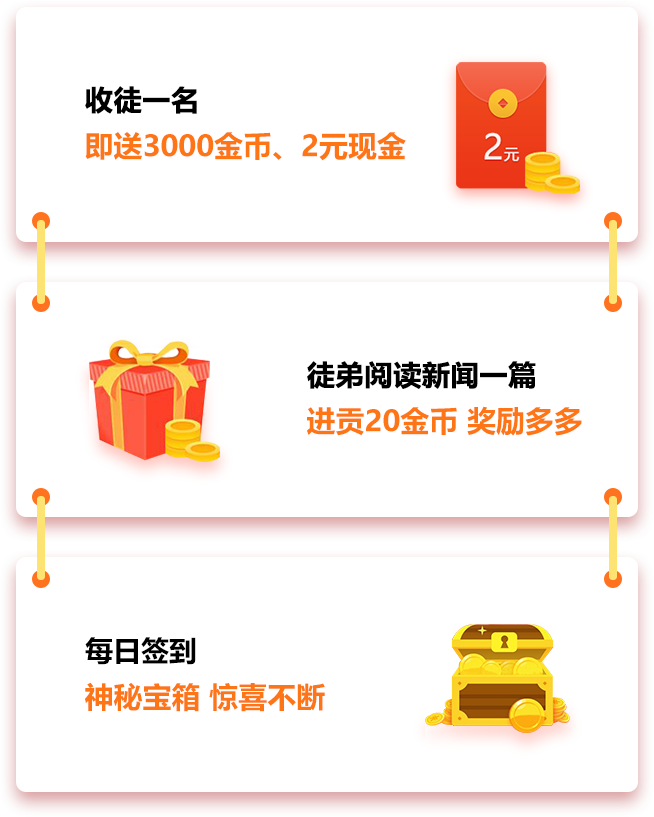 收徒一名
即送3000金币、2元现金
2元
徒弟阅读新闻一篇
进贡20金币 奖励多多
每日签到
神秘宝箱 惊喜不断